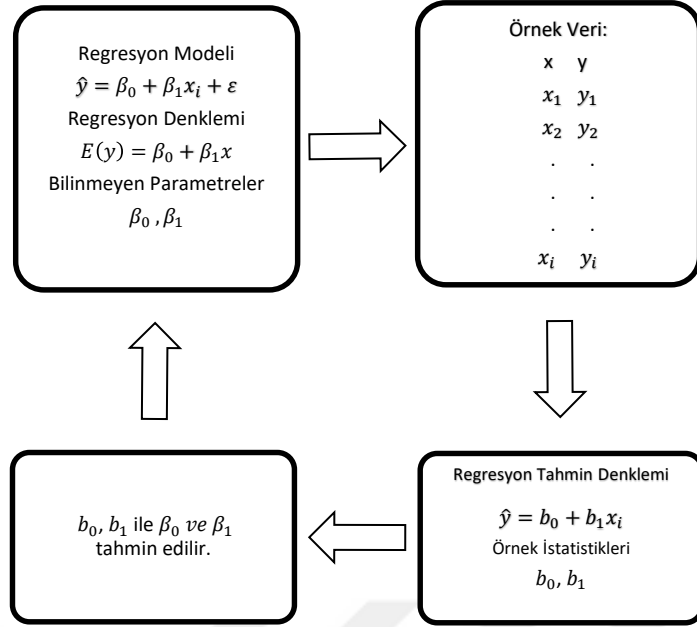 Regresyon Modeli
ŷ = β₀ + β₁xᵢ + ε
Regresyon Denklemi
E(y) = β₀ + β₁x
Bilinmeyen Parametreler
β₀ , β₁
Örnek Veri:
x y
x₁ y₁
x₂ y₂
. .
. .
. .
xᵢ yᵢ
Regresyon Tahmin Denklemi
ŷ = b₀ + b₁xᵢ
Örnek İstatistikleri
b₀, b₁
b₀, b₁ ile β₀ ve β₁
tahmin edilir.